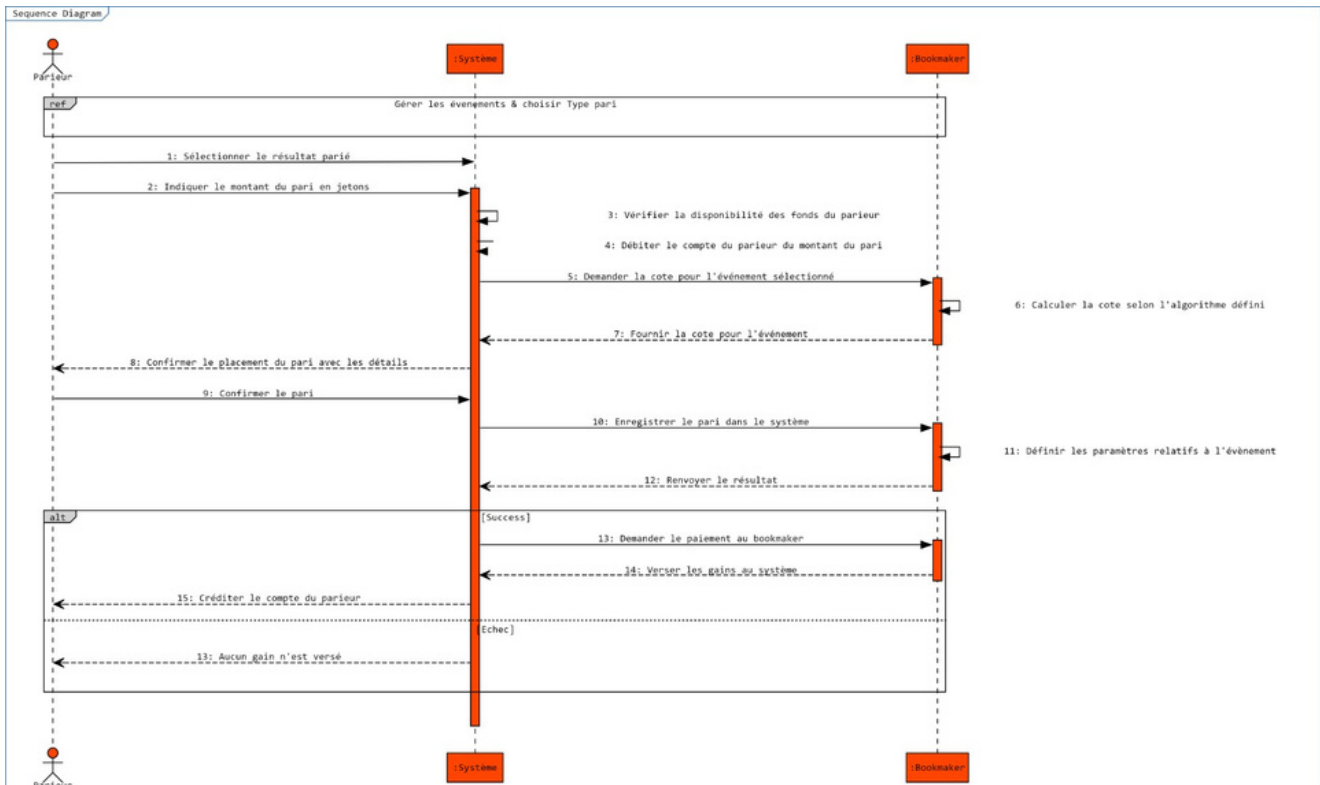 Sequence Diagram
Parieur
:Système
:Bookmaker
ref
Gérer les évenements & choisir Type pari
1: Sélectionner le résultat parié
2: Indiquer le montant du pari en jetons
3: Vérifier la disponibilité des fonds du parieur
4: Débiter le compte du parieur du montant du pari
5: Demander la cote pour l'événement sélectionné
6: Calculer la cote selon l'algorithme défini
7: Fournir la cote pour l'événement
8: Confirmer le placement du pari avec les détails
9: Confirmer le pari
10: Enregistrer le pari dans le système
11: Définir les paramètres relatifs à l'évènement
12: Renvoyer le résultat
alt
[Success]
13: Demander le paiement au bookmaker
14: Verser les gains au système
15: Créditer le compte du parieur
[Echec]
13: Aucun gain n'est versé
Parieur
:Système
:Bookmaker